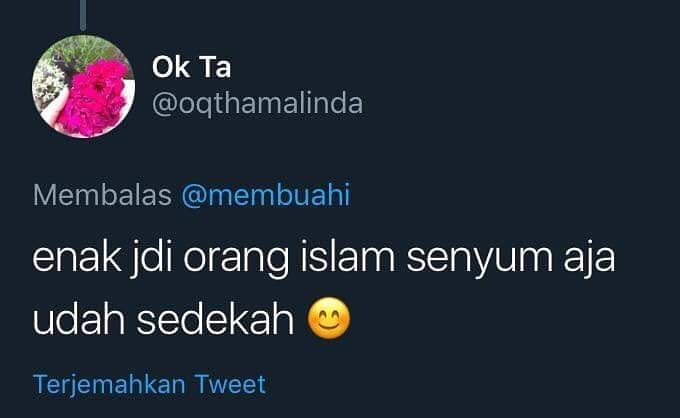 Ok Ta
@oqthamalinda
Membalas @membuahi
enak jdi orang islam senyum aja
udah sedekah 😊
Terjemahkan Tweet